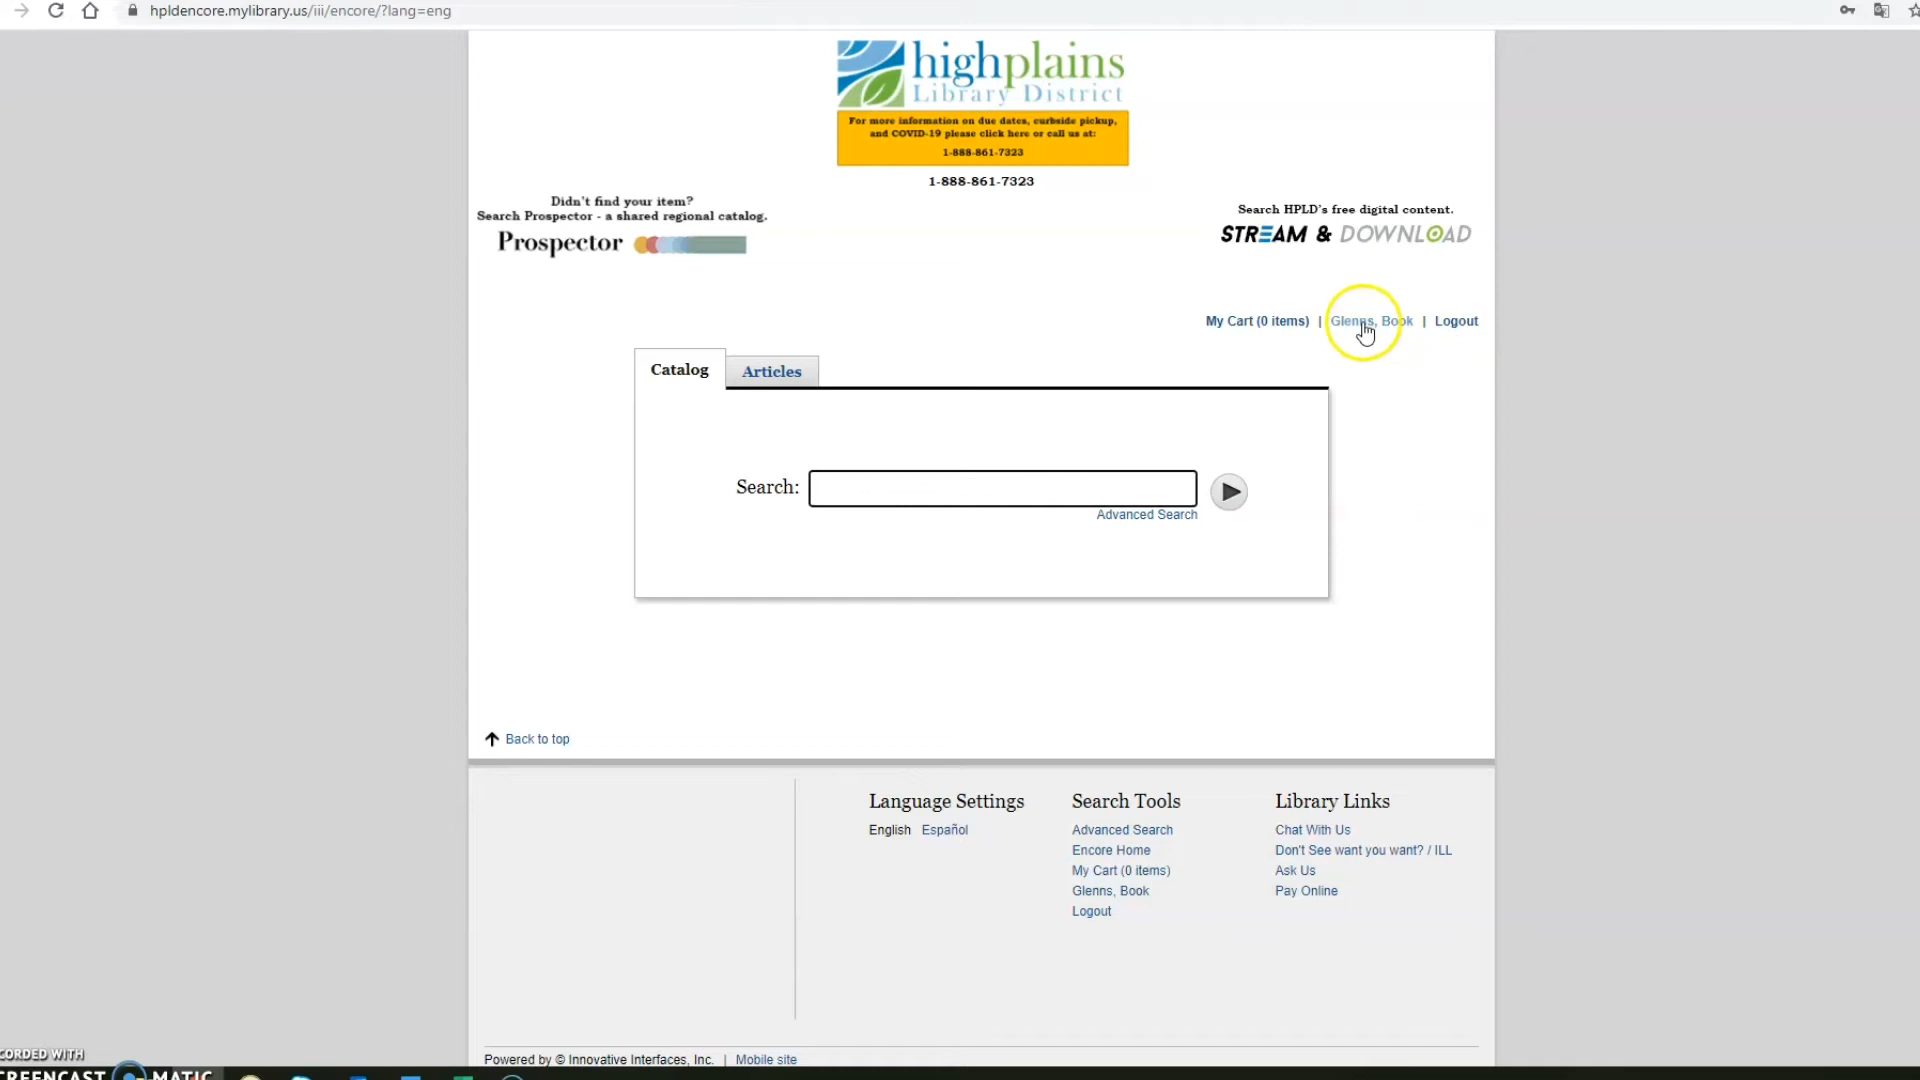 hpldencore.mylibrary.us/iii/encore/?lang=eng
highplains
Library District
For more information on due dates, curbside pickup,
and COVID-19 please click here or call us at:
1-888-861-7323
1-888-861-7323
Didn't find your item?
Search Prospector - a shared regional catalog.
Prospector
Search HPLD's free digital content.
STREAM & DOWNLOAD
My Cart (0 items) | Glenns, Book | Logout
Catalog Articles
Search:
Advanced Search
Back to top
Language Settings
English Español
Search Tools
Advanced Search
Encore Home
My Cart (0 items)
Glenns, Book
Logout
Library Links
Chat With Us
Don't See want you want? / ILL
Ask Us
Pay Online
Powered by © Innovative Interfaces, Inc. | Mobile site
CORDED WITH
CREENCAST MATIC